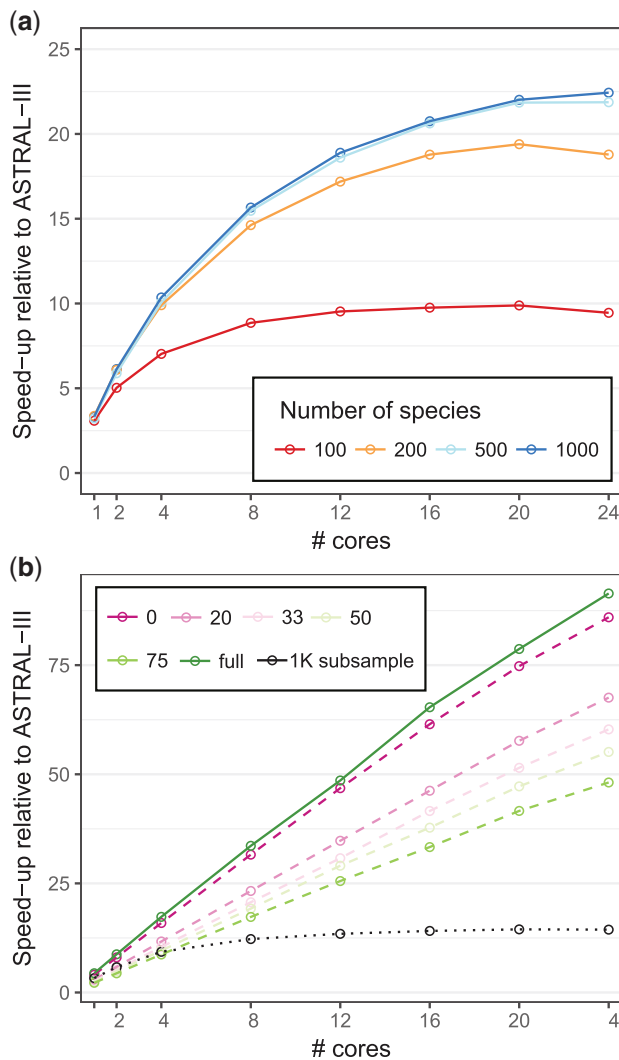 (a)
Speed-up relative to ASTRAL-III
25
20
15
10
5
0
Number of species
100 200 500 1000
1 2 4 8 12 16 20 24
# cores
(b)
Speed-up relative to ASTRAL-III
75
50
25
0
0 20 33 50
75 full 1K subsample
1 2 4 8 12 16 20 4
# cores